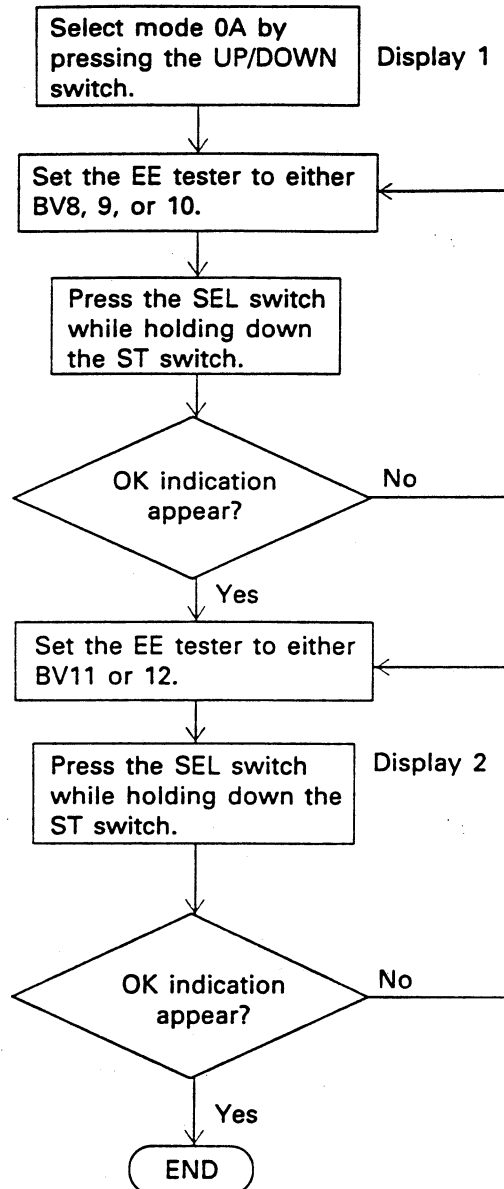 Select mode 0A by
pressing the UP/DOWN
switch.
Display 1
Set the EE tester to either
BV8, 9, or 10.
Press the SEL switch
while holding down
the ST switch.
OK indication
appear?
No
Yes
Set the EE tester to either
BV11 or 12.
Press the SEL switch
while holding down the
ST switch.
Display 2
OK indication
appear?
No
Yes
END